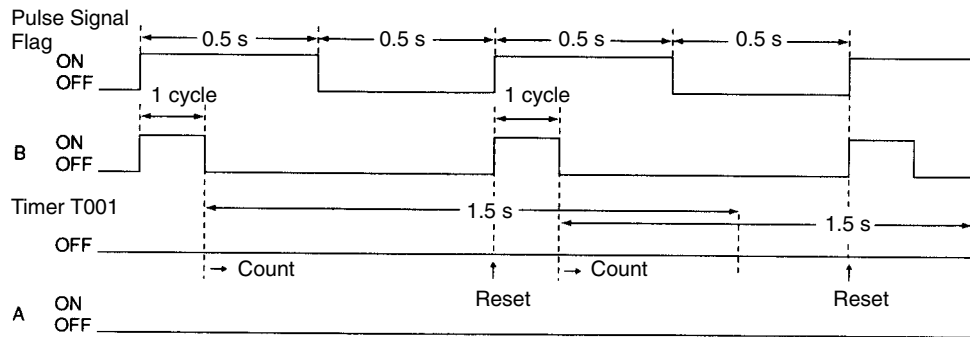 Pulse Signal
Flag
0.5 s 0.5 s 0.5 s 0.5 s
ON
OFF
1 cycle 1 cycle
B ON
OFF
Timer T001
1.5 s
1.5 s
OFF
Count Count
Reset Reset
A ON
OFF